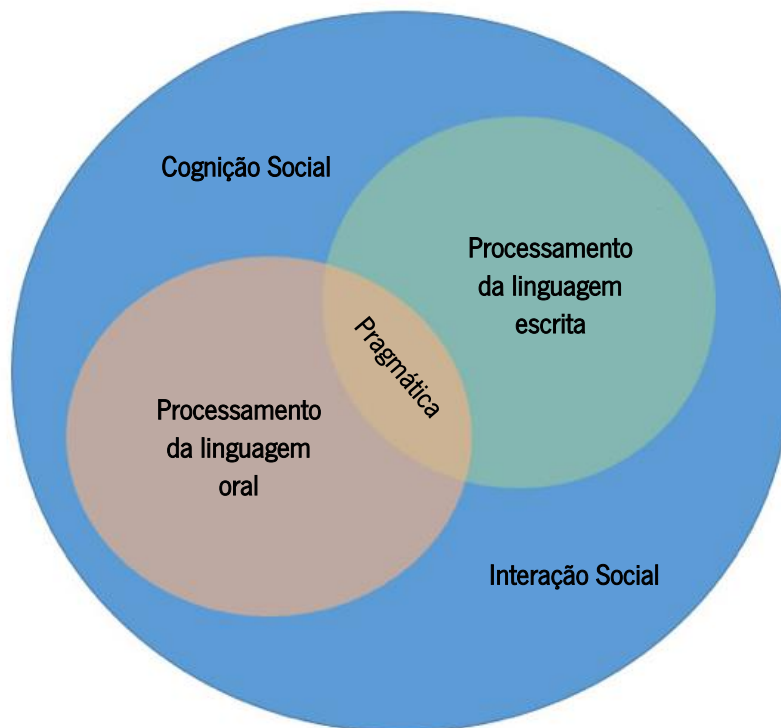 Cognição Social
Processamento
da linguagem
escrita
Pragmática
Processamento
da linguagem
oral
Interação Social